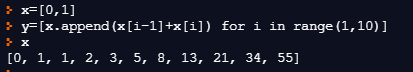 x=[0,1]
y=[x.append(x[i-1]+x[i]) for i in range(1,10)]
x
[0, 1, 1, 2, 3, 5, 8, 13, 21, 34, 55]